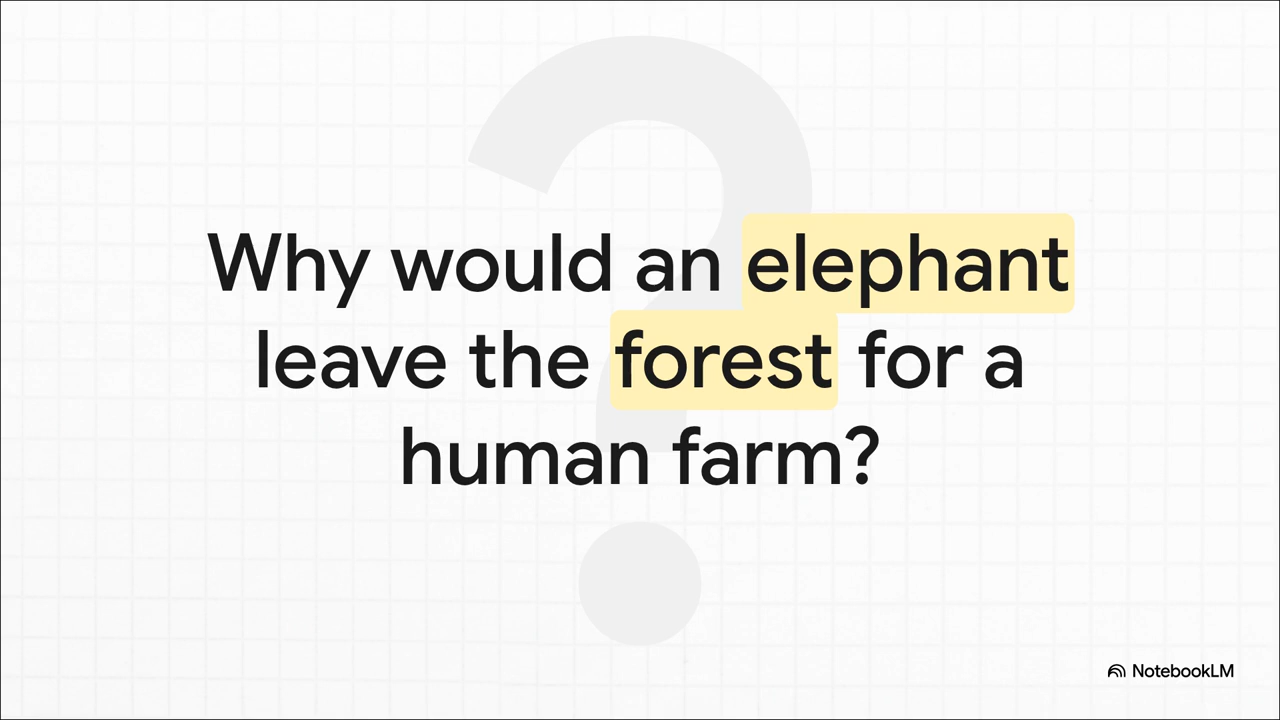 Why would an elephant
leave the forest for a
human farm?
NotebookLM